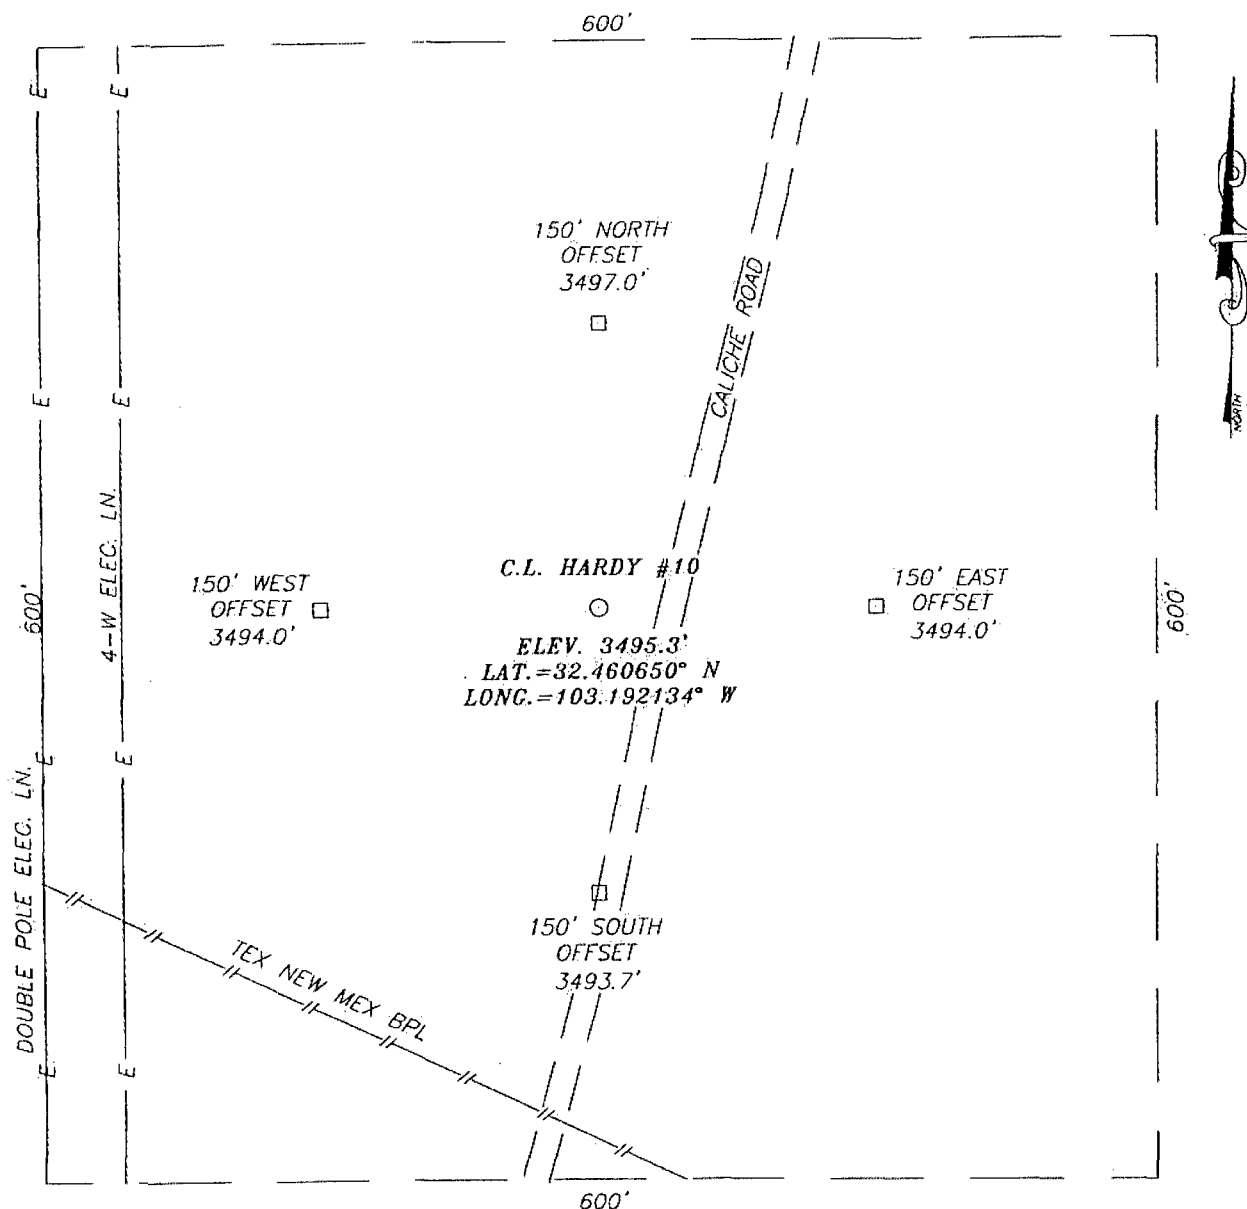 600'
E E
150' NORTH
OFFSET
3497.0'
CALICHE ROAD
NORTH
E E
4-W ELEC. LN.
600'
150' WEST
OFFSET
3494.0'
C.L. HARDY #10
ELEV. 3495.3'
LAT.=32.460650° N
LONG.=103.192134° W
150' EAST
OFFSET
3494.0'
600'
E E
DOUBLE POLE ELEC. LN.
150' SOUTH
OFFSET
3493.7'
TEX NEW MEX BPL
E E
600'